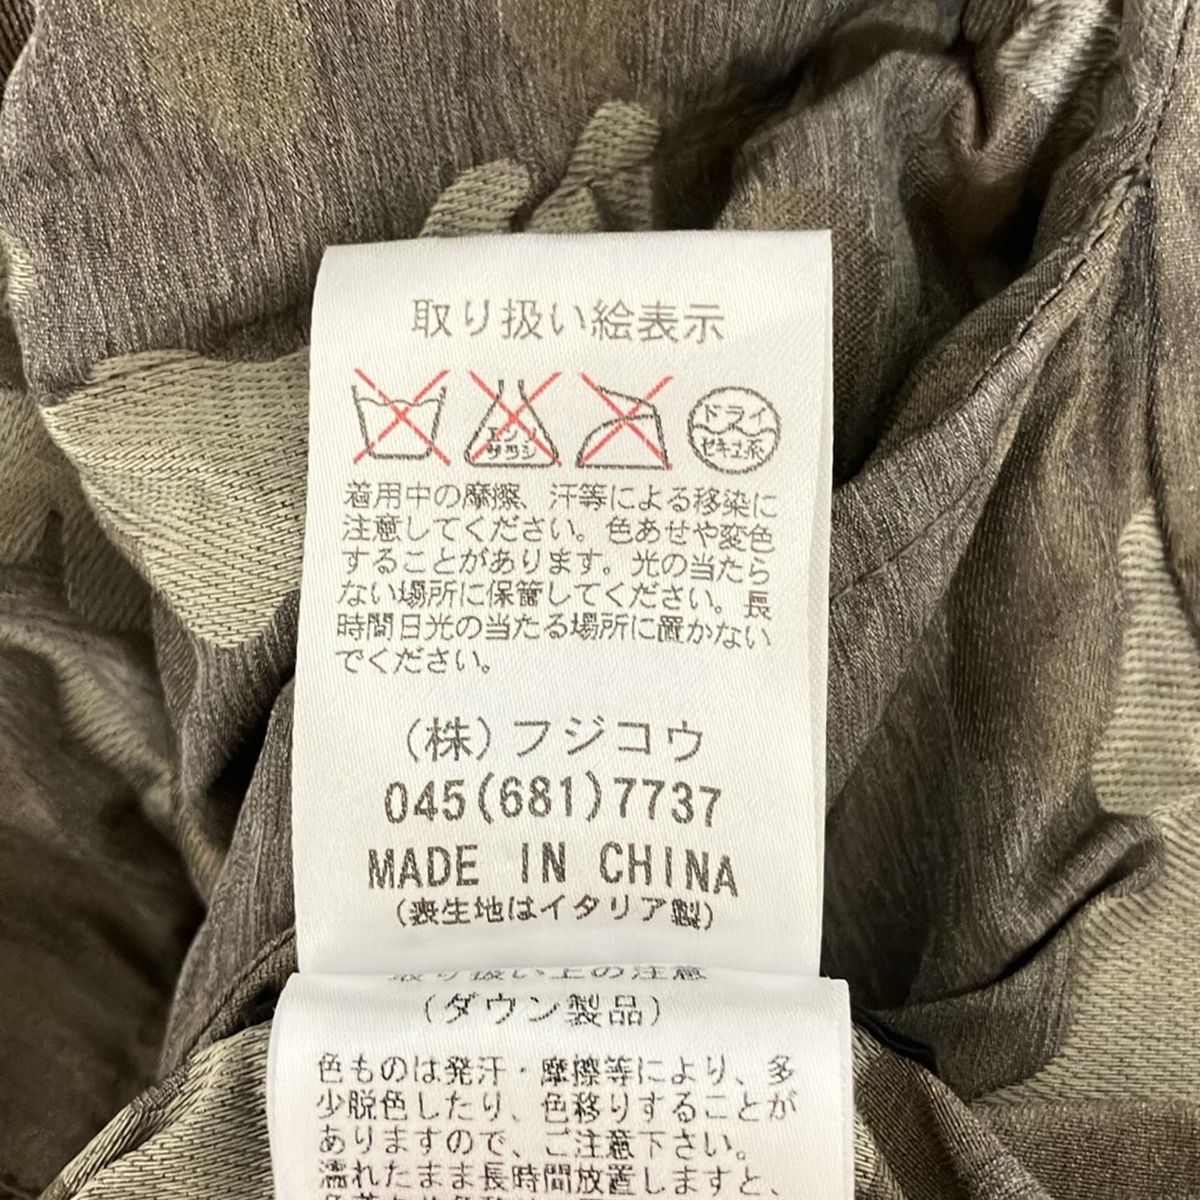 取り扱い絵表示
エンソ
サラシ
ドライ
セキユ系
着用中の摩擦、汗等による移染に
注意してください。色あせや変色
することがあります。光の当たら
ない場所に保管してください。長
時間日光の当たる場所に置かない
でください。
(株)フジコウ
045(681)7737
MADE IN CHINA
(表生地はイタリア製)
取り扱い上の注意
(ダウン製品)
色ものは発汗・摩擦等により、多
少脱色したり、色移りすることが
ありますので、ご注意下さい。
濡れたまま長時間放置しますと、